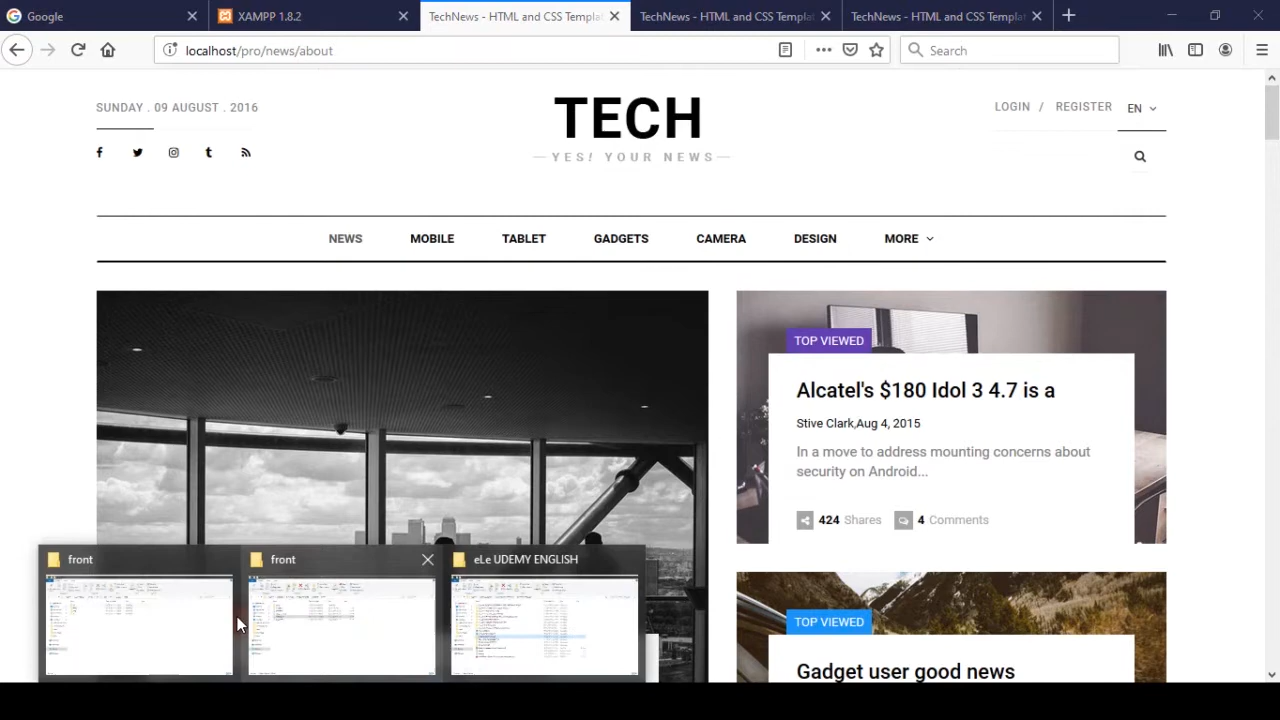 Google
XAMPP 1.8.2
TechNews - HTML and CSS Templat
TechNews - HTML and CSS Templat
TechNews - HTML and CSS Templat
localhost/pro/news/about
Search
SUNDAY . 09 AUGUST . 2016
TECH
YES! YOUR NEWS
LOGIN / REGISTER
EN
NEWS MOBILE TABLET GADGETS CAMERA DESIGN MORE
TOP VIEWED
Alcatel's $180 Idol 3 4.7 is a
Stive Clark,Aug 4, 2015
In a move to address mounting concerns about
security on Android...
424 Shares 4 Comments
TOP VIEWED
Gadget user good news
front
front
eLe UDEMY ENGLISH